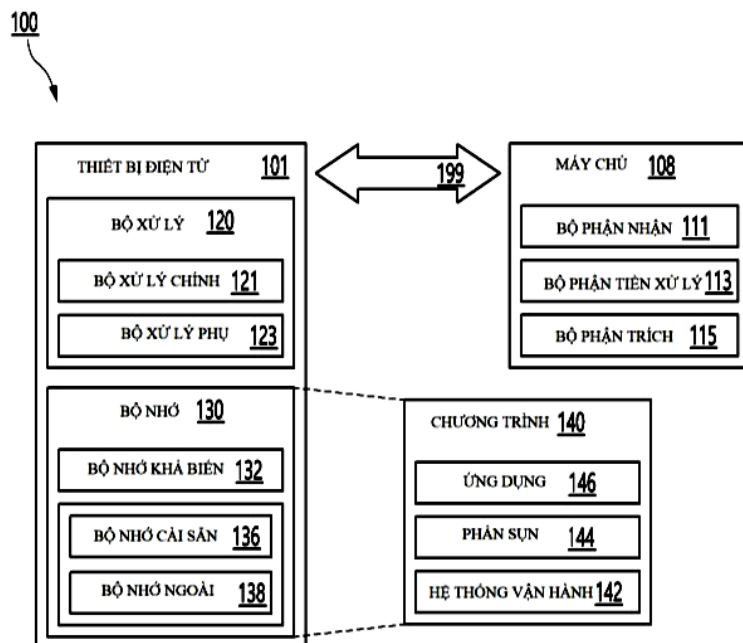 100
THIẾT BỊ ĐIỆN TỬ 101
BỘ XỬ LÝ 120
BỘ XỬ LÝ CHÍNH 121
BỘ XỬ LÝ PHỤ 123
BỘ NHỚ 130
BỘ NHỚ KHẢ BIẾN 132
BỘ NHỚ CÀI SẴN 136
BỘ NHỚ NGOÀI 138
199
MÁY CHỦ 108
BỘ PHẬN NHẬN 111
BỘ PHẬN TIỀN XỬ LÝ 113
BỘ PHẬN TRÍCH 115
CHƯƠNG TRÌNH 140
ỨNG DỤNG 146
PHẦN SỤN 144
HỆ THỐNG VẬN HÀNH 142